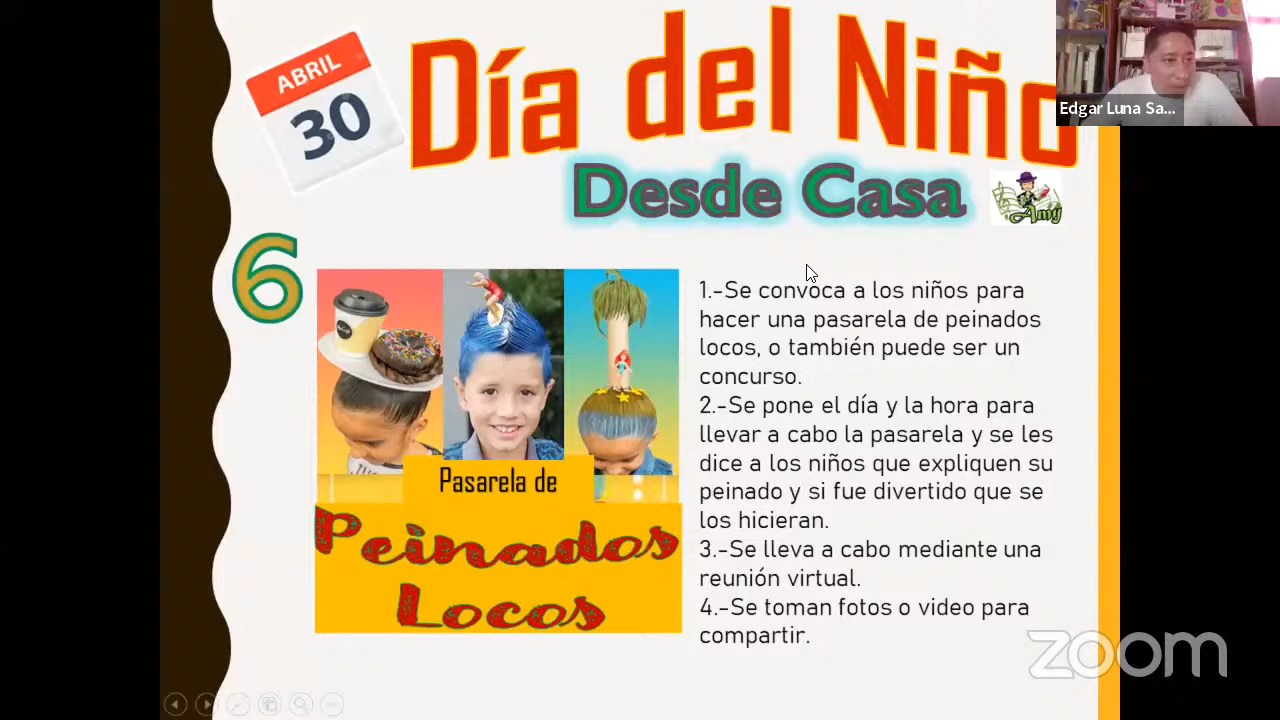 ABRIL
30
Día del Niño
Desde Casa
Amy
Edgar Luna Sa...
6
Pasarela de
Peinados
Locos
1.-Se convoca a los niños para
hacer una pasarela de peinados
locos, o también puede ser un
concurso.
2.-Se pone el día y la hora para
llevar a cabo la pasarela y se les
dice a los niños que expliquen su
peinado y si fue divertido que se
los hicieran.
3.-Se lleva a cabo mediante una
reunión virtual.
4.-Se toman fotos o video para
compartir.
zoom